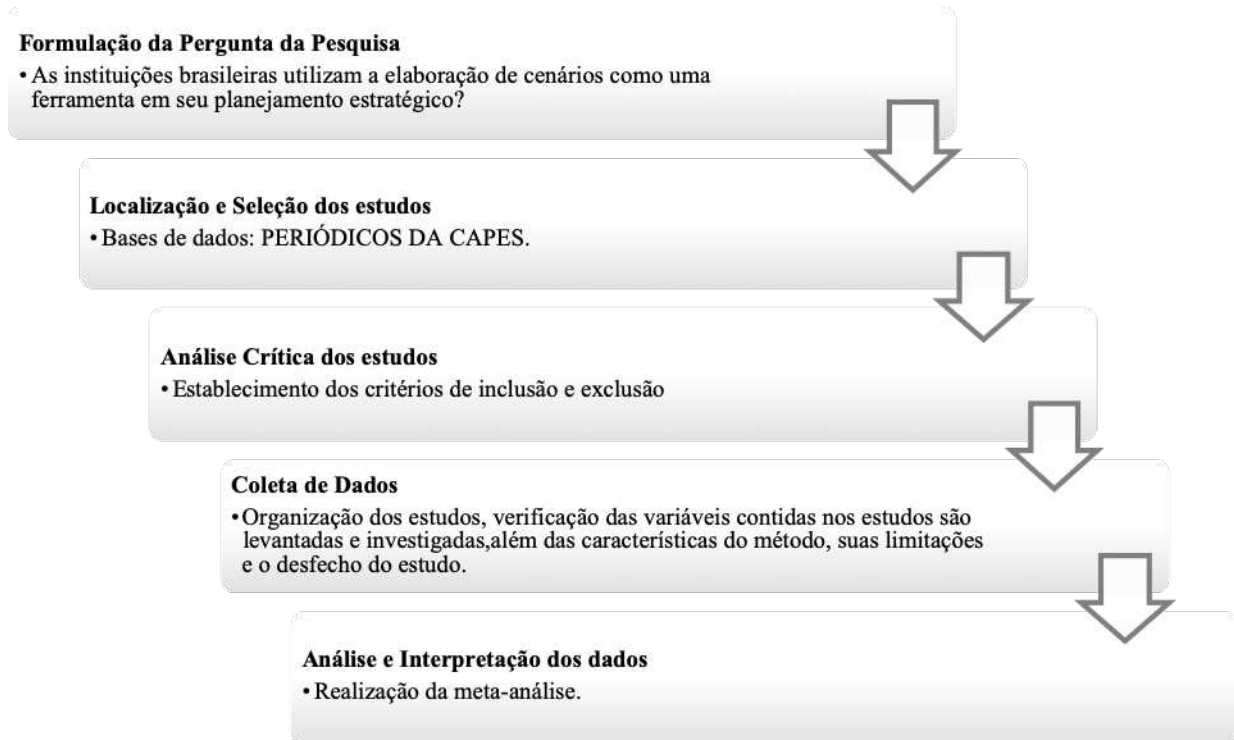 Formulação da Pergunta da Pesquisa
• As instituições brasileiras utilizam a elaboração de cenários como uma
ferramenta em seu planejamento estratégico?
Localização e Seleção dos estudos
• Bases de dados: PERIÓDICOS DA CAPES.
Análise Crítica dos estudos
• Establecimento dos critérios de inclusão e exclusão
Coleta de Dados
• Organização dos estudos, verificação das variáveis contidas nos estudos são
levantadas e investigadas,além das características do método, suas limitações
e o desfecho do estudo.
Análise e Interpretação dos dados
• Realização da meta-análise.